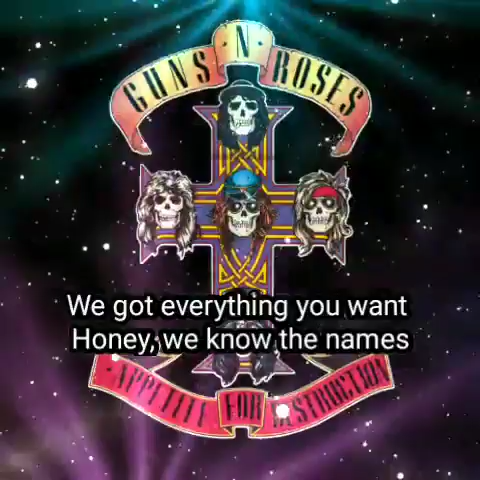 GUNS N' ROSES
We got everything you want
Honey, we know the names
APPETITE FOR DESTRUCTION